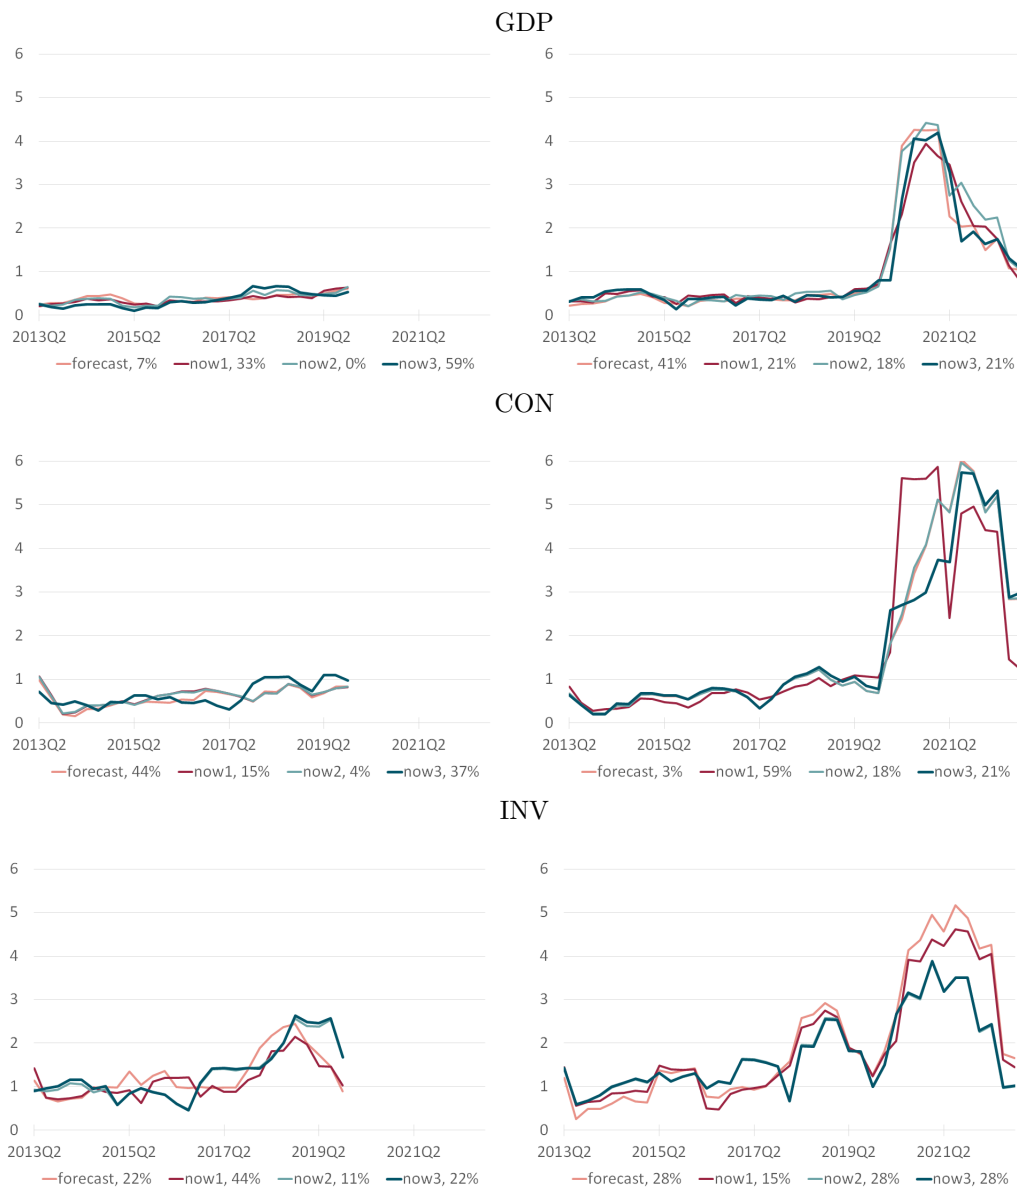 GDP
6 6
5 5
4 4
3 3
2 2
1 1
0 0
2013Q2 2015Q2 2017Q2 2019Q2 2021Q2 2013Q2 2015Q2 2017Q2 2019Q2 2021Q2
forecast, 7% now1, 33% now2, 0% now3, 59% forecast, 41% now1, 21% now2, 18% now3, 21%
CON
6 6
5 5
4 4
3 3
2 2
1 1
0 0
2013Q2 2015Q2 2017Q2 2019Q2 2021Q2 2013Q2 2015Q2 2017Q2 2019Q2 2021Q2
forecast, 44% now1, 15% now2, 4% now3, 37% forecast, 3% now1, 59% now2, 18% now3, 21%
INV
6 6
5 5
4 4
3 3
2 2
1 1
0 0
2013Q2 2015Q2 2017Q2 2019Q2 2021Q2 2013Q2 2015Q2 2017Q2 2019Q2 2021Q2
forecast, 22% now1, 44% now2, 11% now3, 22% forecast, 28% now1, 15% now2, 28% now3, 28%